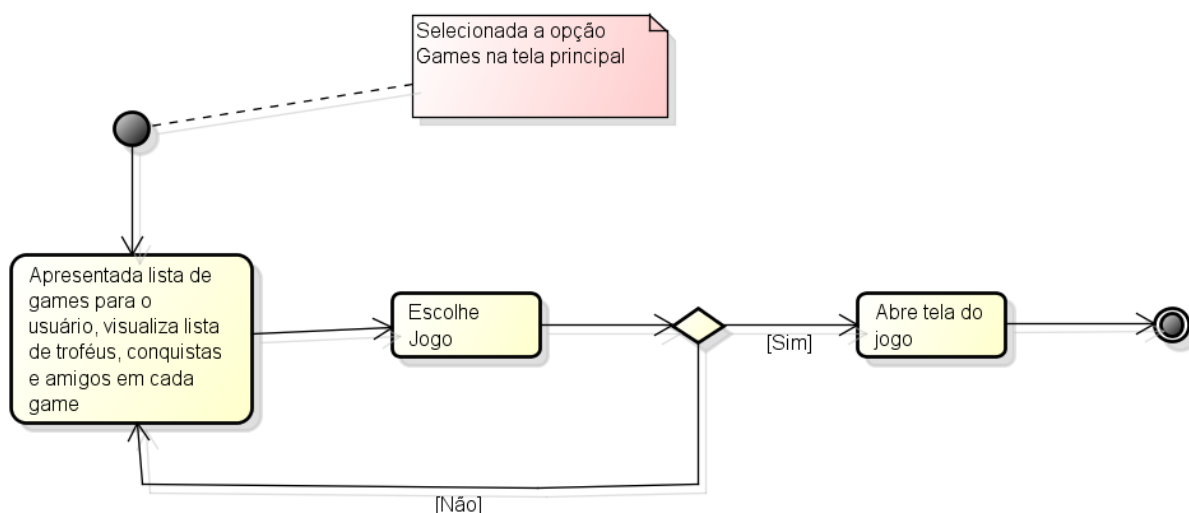 Selecionada a opção
Games na tela principal
Apresentada lista de
games para o
usuário, visualiza lista
de troféus, conquistas
e amigos em cada
game
Escolhe
Jogo
[Sim]
Abre tela do
jogo
[Não]